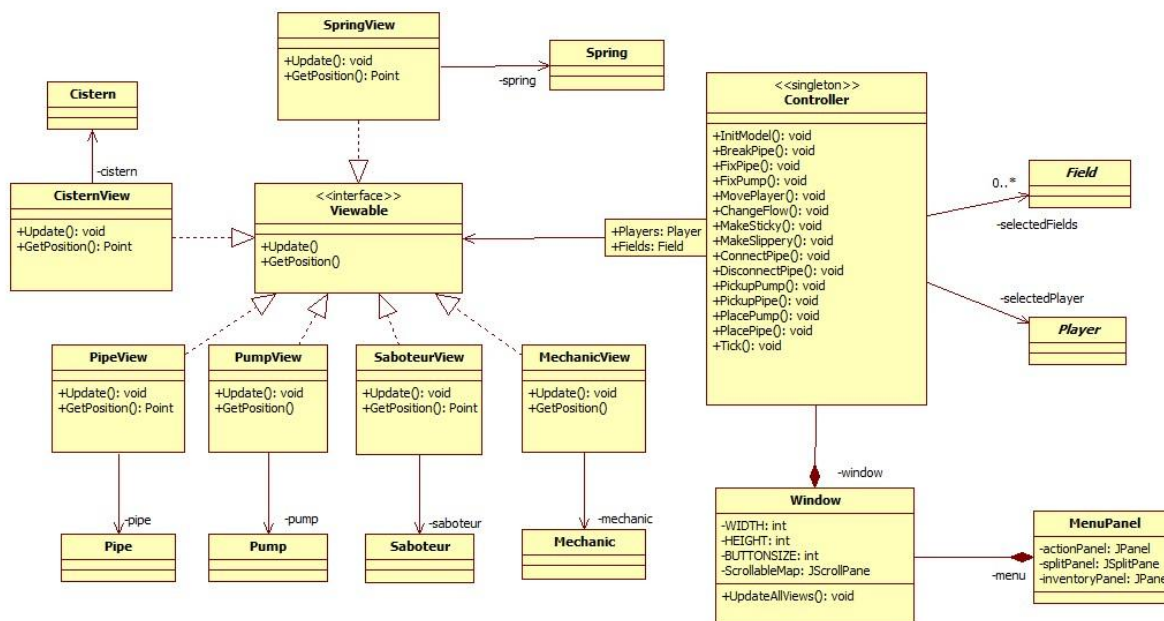 SpringView
+Update(): void
+GetPosition(): Point
-spring
Spring
Cistern
-cistern
CisternView
+Update(): void
+GetPosition(): Point
<<interface>>
Viewable
+Update()
+GetPosition()
+Players: Player
+Fields: Field
<<singleton>>
Controller
+InitModel(): void
+BreakPipe(): void
+FixPipe(): void
+FixPump(): void
+MovePlayer(): void
+ChangeFlow(): void
+MakeSticky(): void
+MakeSlippery(): void
+ConnectPipe(): void
+DisconnectPipe(): void
+PickupPump(): void
+PickupPipe(): void
+PlacePump(): void
+PlacePipe(): void
+Tick(): void
0..*
-selectedFields
Field
-selectedPlayer
Player
PipeView
+Update(): void
+GetPosition(): Point
-pipe
Pipe
PumpView
+Update(): void
+GetPosition()
-pump
Pump
SaboteurView
+Update(): void
+GetPosition(): Point
-saboteur
Saboteur
MechanicView
+Update(): void
+GetPosition()
-mechanic
Mechanic
-window
Window
-WIDTH: int
-HEIGHT: int
-BUTTONSIZE: int
-ScrollableMap: JScrollPane
+UpdateAllViews(): void
-menu
MenuPanel
-actionPanel: JPanel
-splitPanel: JSplitPane
-inventoryPanel: JPane